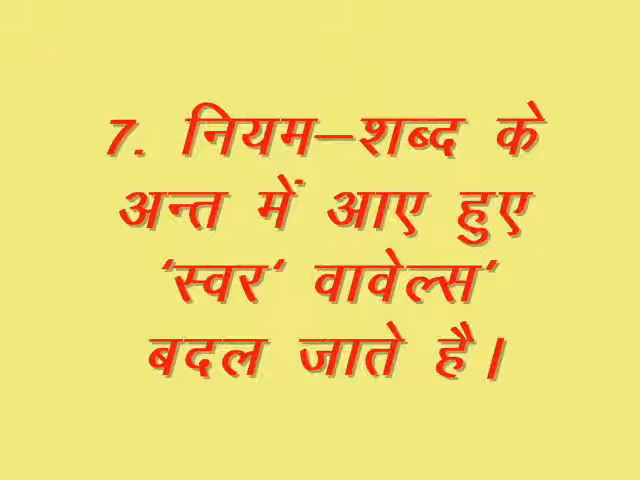 7. नियम—शब्द के
अन्त में आए हुए
'स्वर' वावेल्स'
बदल जाते है।